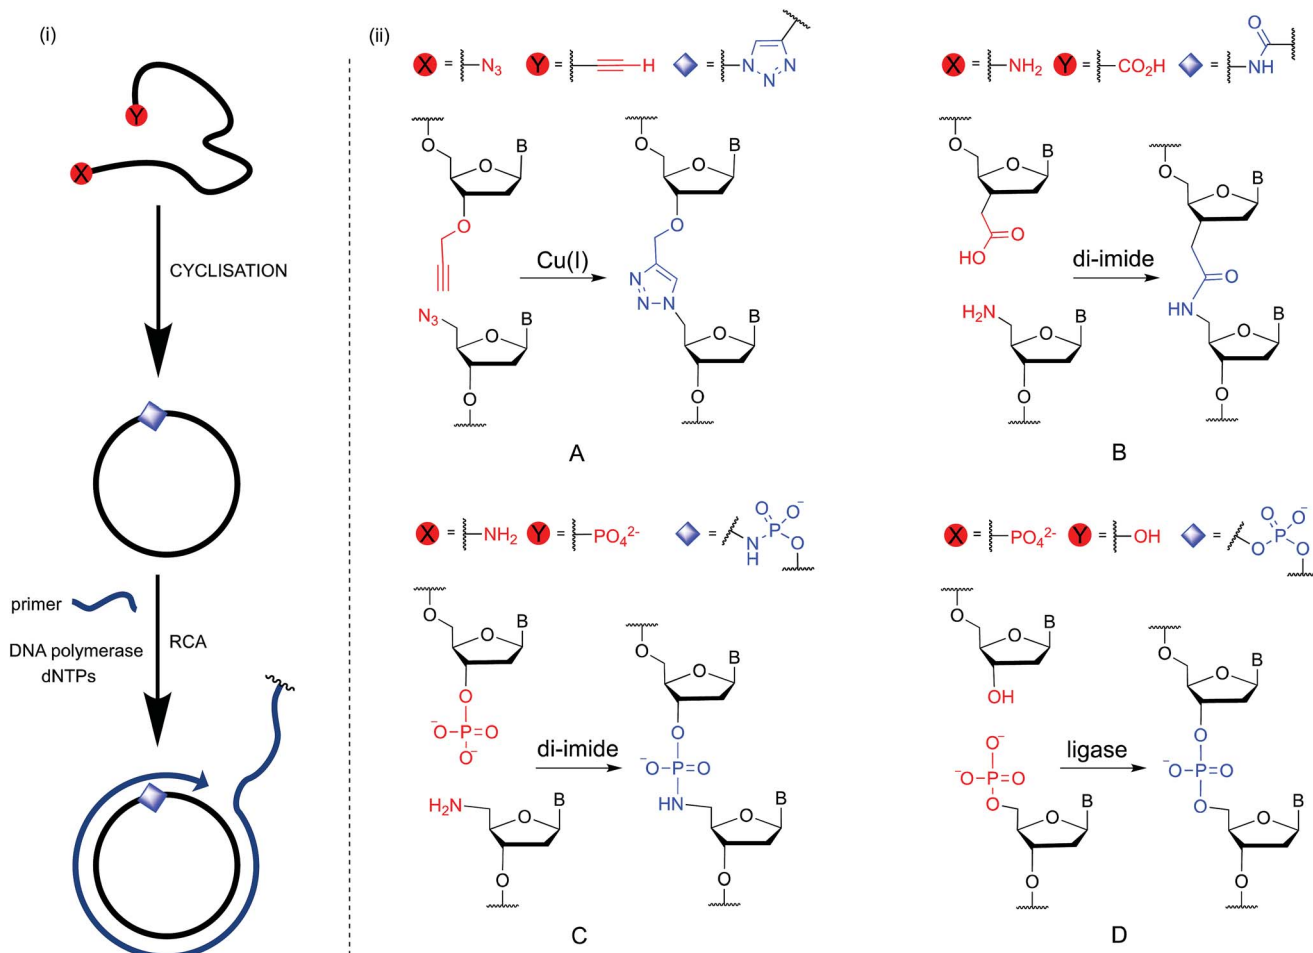 (i)
Y
X
CYCLISATION
primer
DNA polymerase
dNTPs
RCA
(ii)
X = N3 Y = H = N N N
O B
O
O
N3 O B
O
Cu(I)
O B
O
O
N
N N
O B
O
A
X = NH2 Y = CO2H = O NH
O B
O
O
HO
H2N O B
O
di-imide
O B
O
O
HN
O B
O
B
X = NH2 Y = PO4 2- = O O− P N H O
O B
O
O
−O P O
O−
H2N O B
O
di-imide
O B
O
O
−O P O
HN
O B
O
C
X = PO4 2- Y = OH = O O− P O O
O B
O
OH
O−
−O P O
O
O B
O
ligase
O B
O
O
−O P O
O
O B
O
D